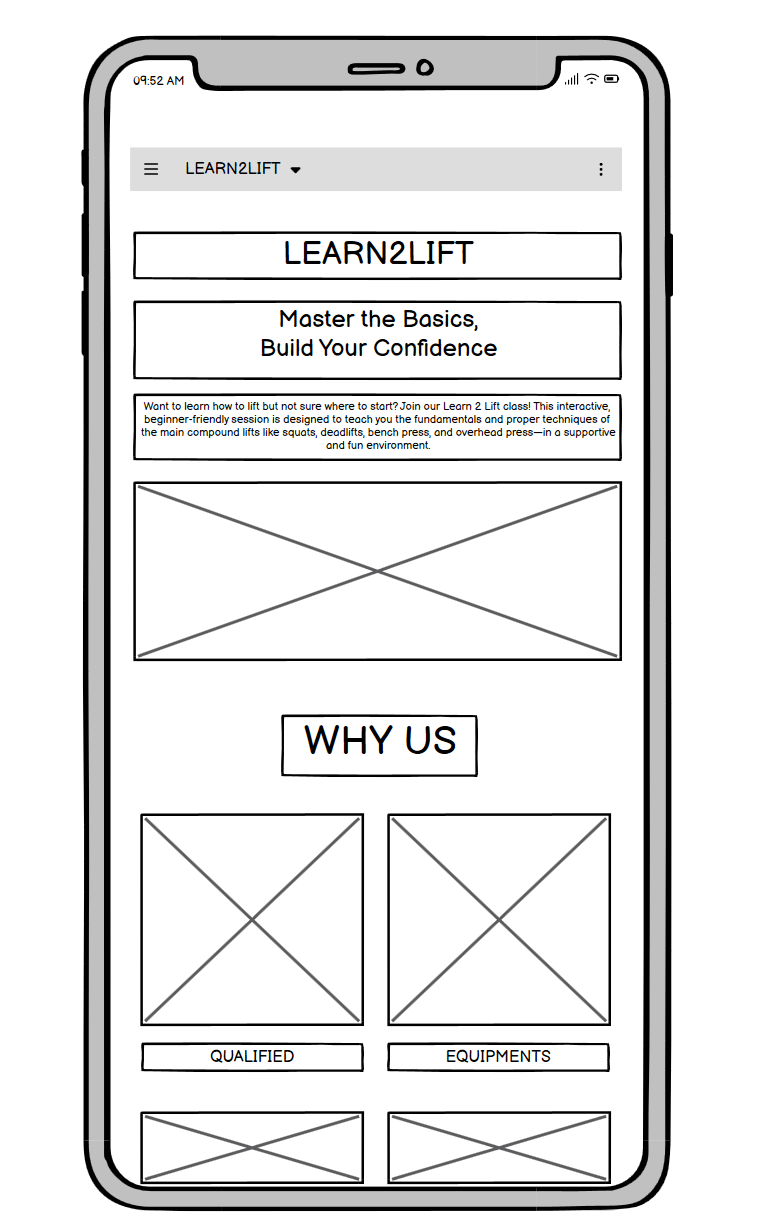 09:52 AM
LEARN2LIFT
LEARN2LIFT
Master the Basics,
Build Your Confidence
Want to learn how to lift but not sure where to start? Join our Learn 2 Lift class! This interactive,
beginner-friendly session is designed to teach you the fundamentals and proper techniques of
the main compound lifts like squats, deadlifts, bench press, and overhead press—in a supportive
and fun environment.
WHY US
QUALIFIED
EQUIPMENTS